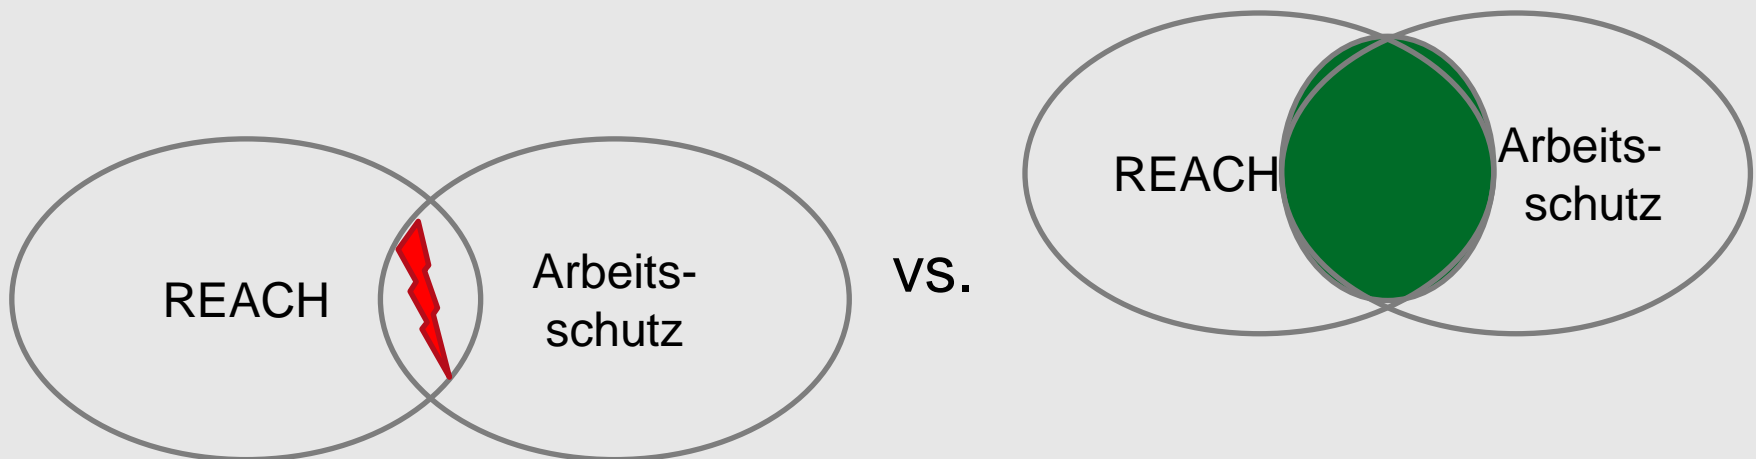 REACH
Arbeits-
schutz
vs.
REACH
Arbeits-
schutz